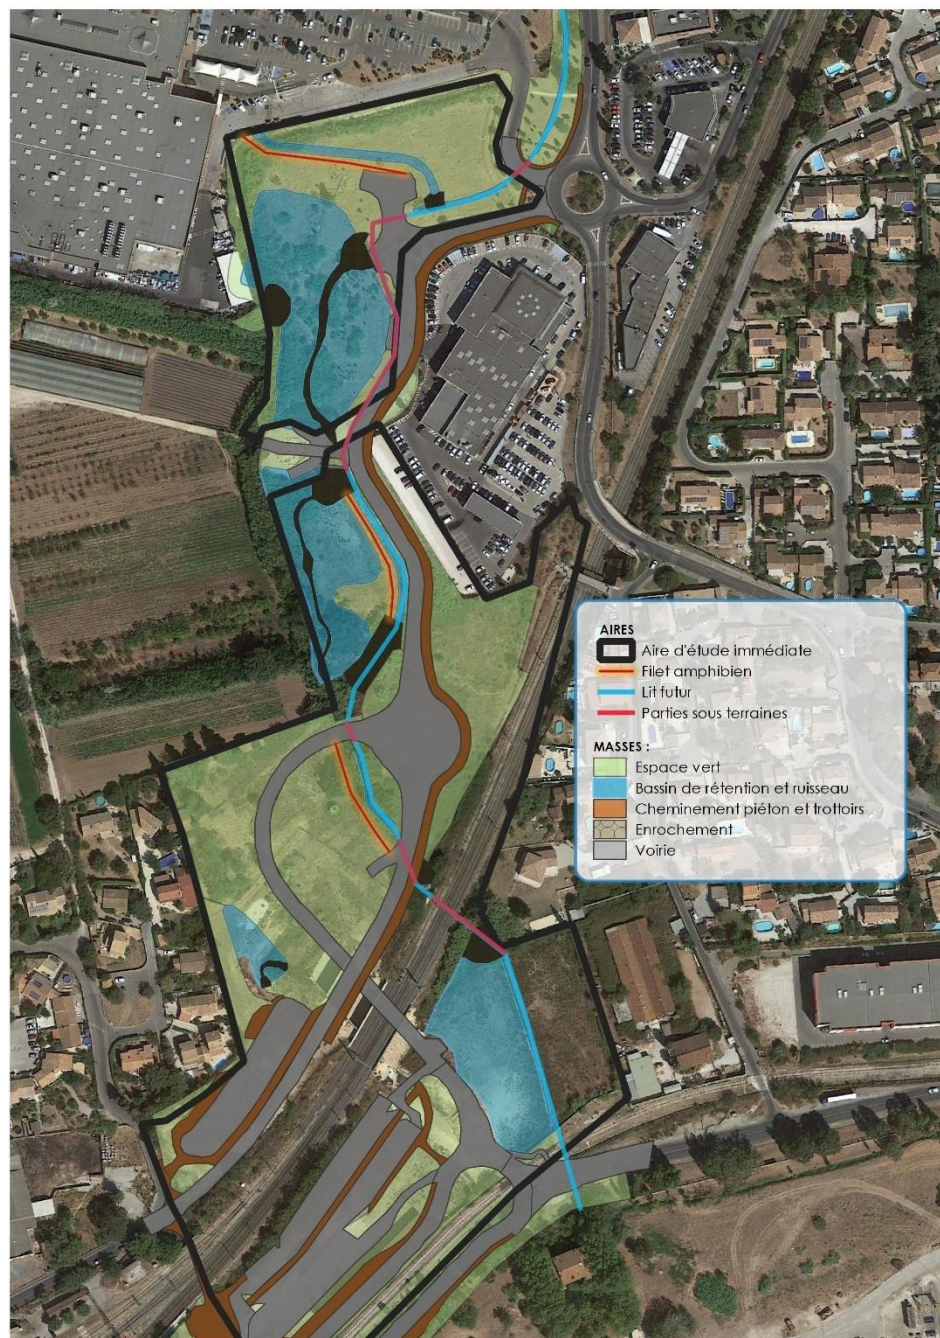 AIRES
Aire d'étude immédiate
Filet amphibien
Lit futur
Parties sous terraines
MASSES :
Espace vert
Bassin de rétention et ruisseau
Cheminement piéton et trottoirs
Enrochement
Voirie